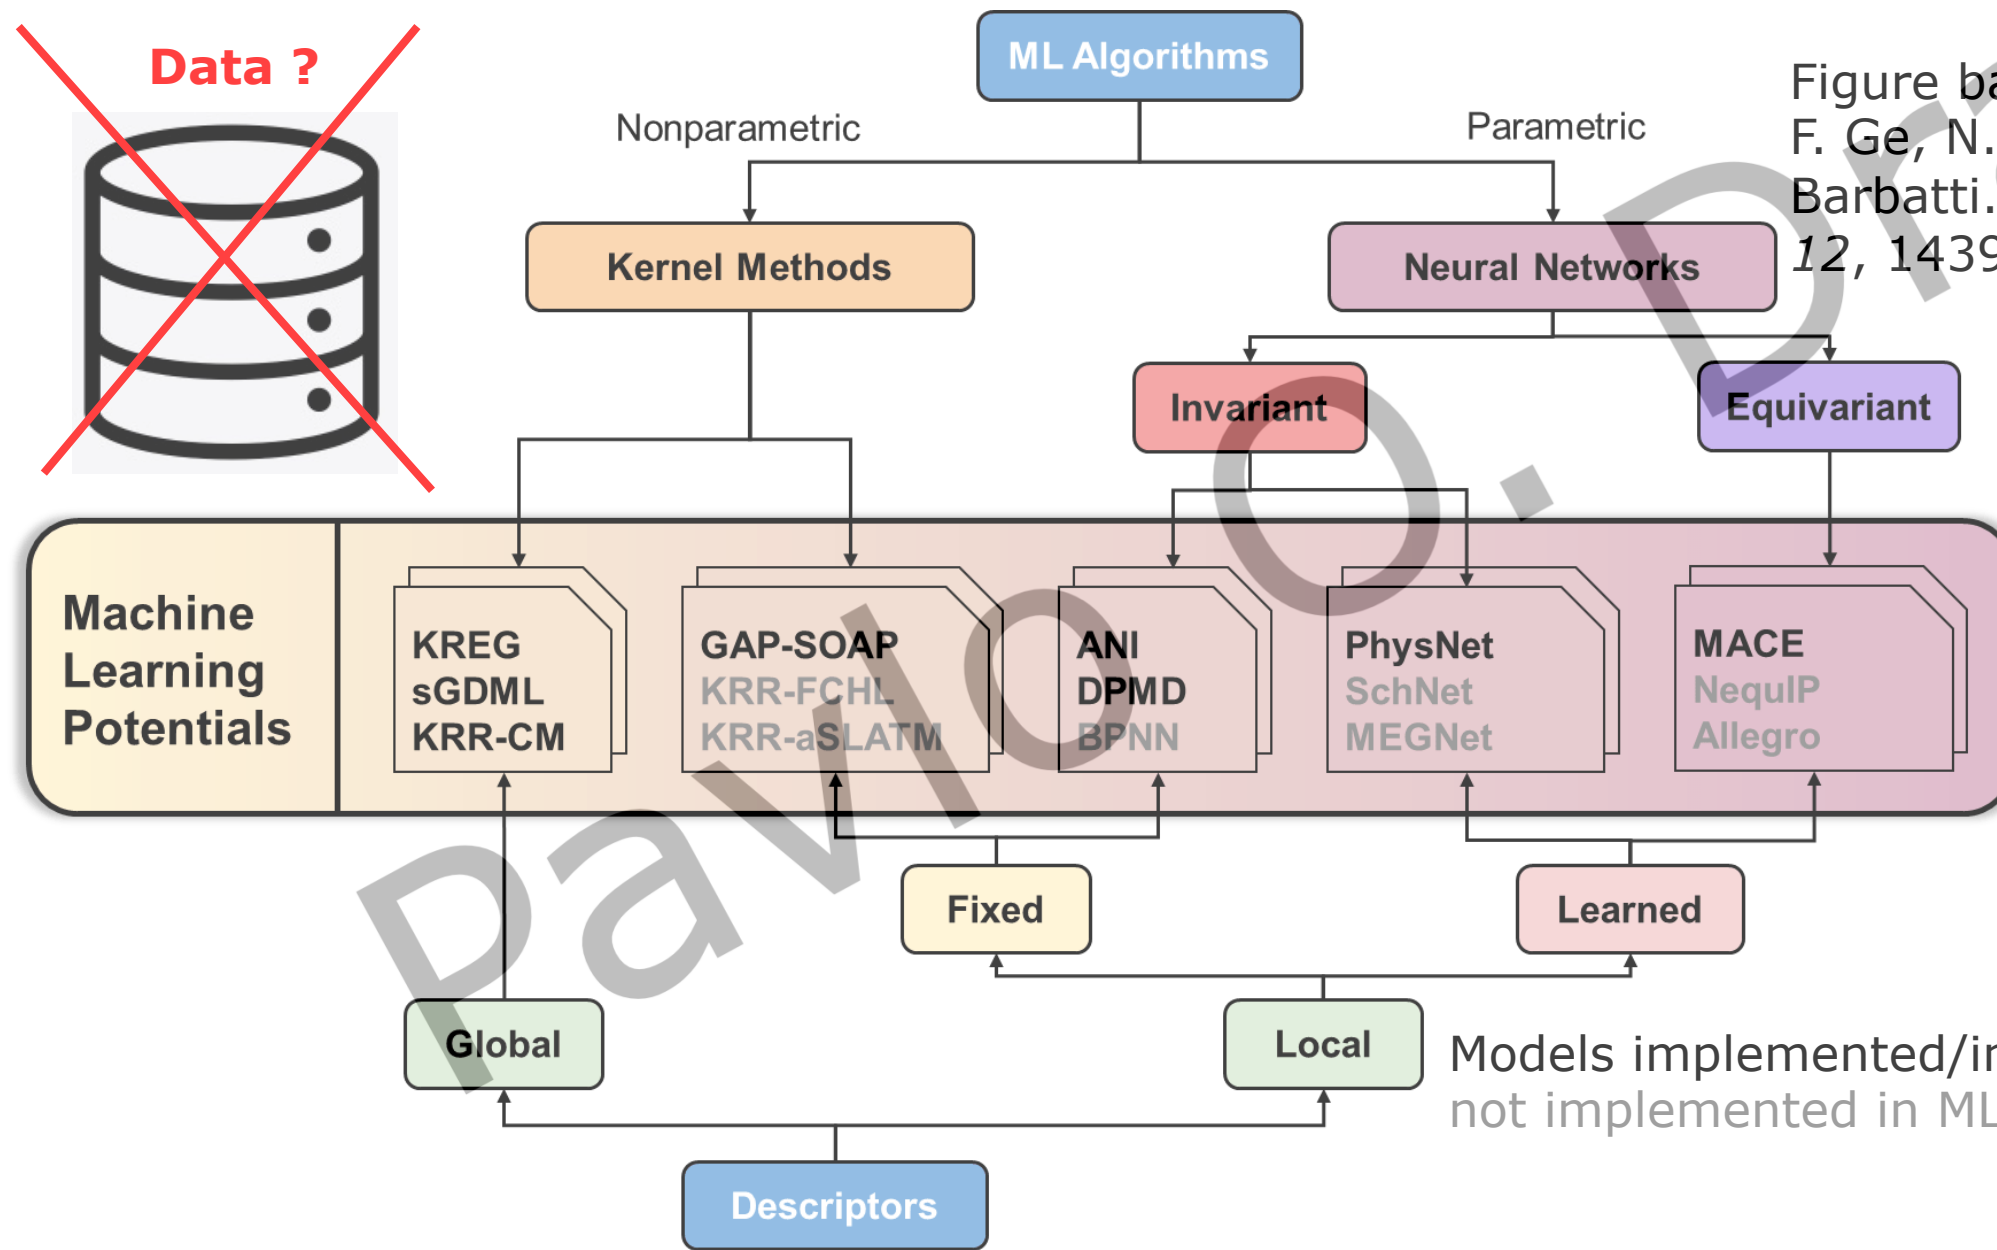 Data ?
ML Algorithms
Nonparametric
Parametric
Figure ba
F. Ge, N.
Barbatti.
12, 1439
Kernel Methods
Neural Networks
Invariant
Equivariant
Machine
Learning
Potentials
KREG
sGDML
KRR-CM
GAP-SOAP
KRR-FCHL
KRR-aSLATM
ANI
DPMD
BPNN
PhysNet
SchNet
MEGNet
MACE
NequIP
Allegro
Fixed
Learned
Global
Local
Models implemented/in
not implemented in ML
Descriptors
Pavlo O. Dr